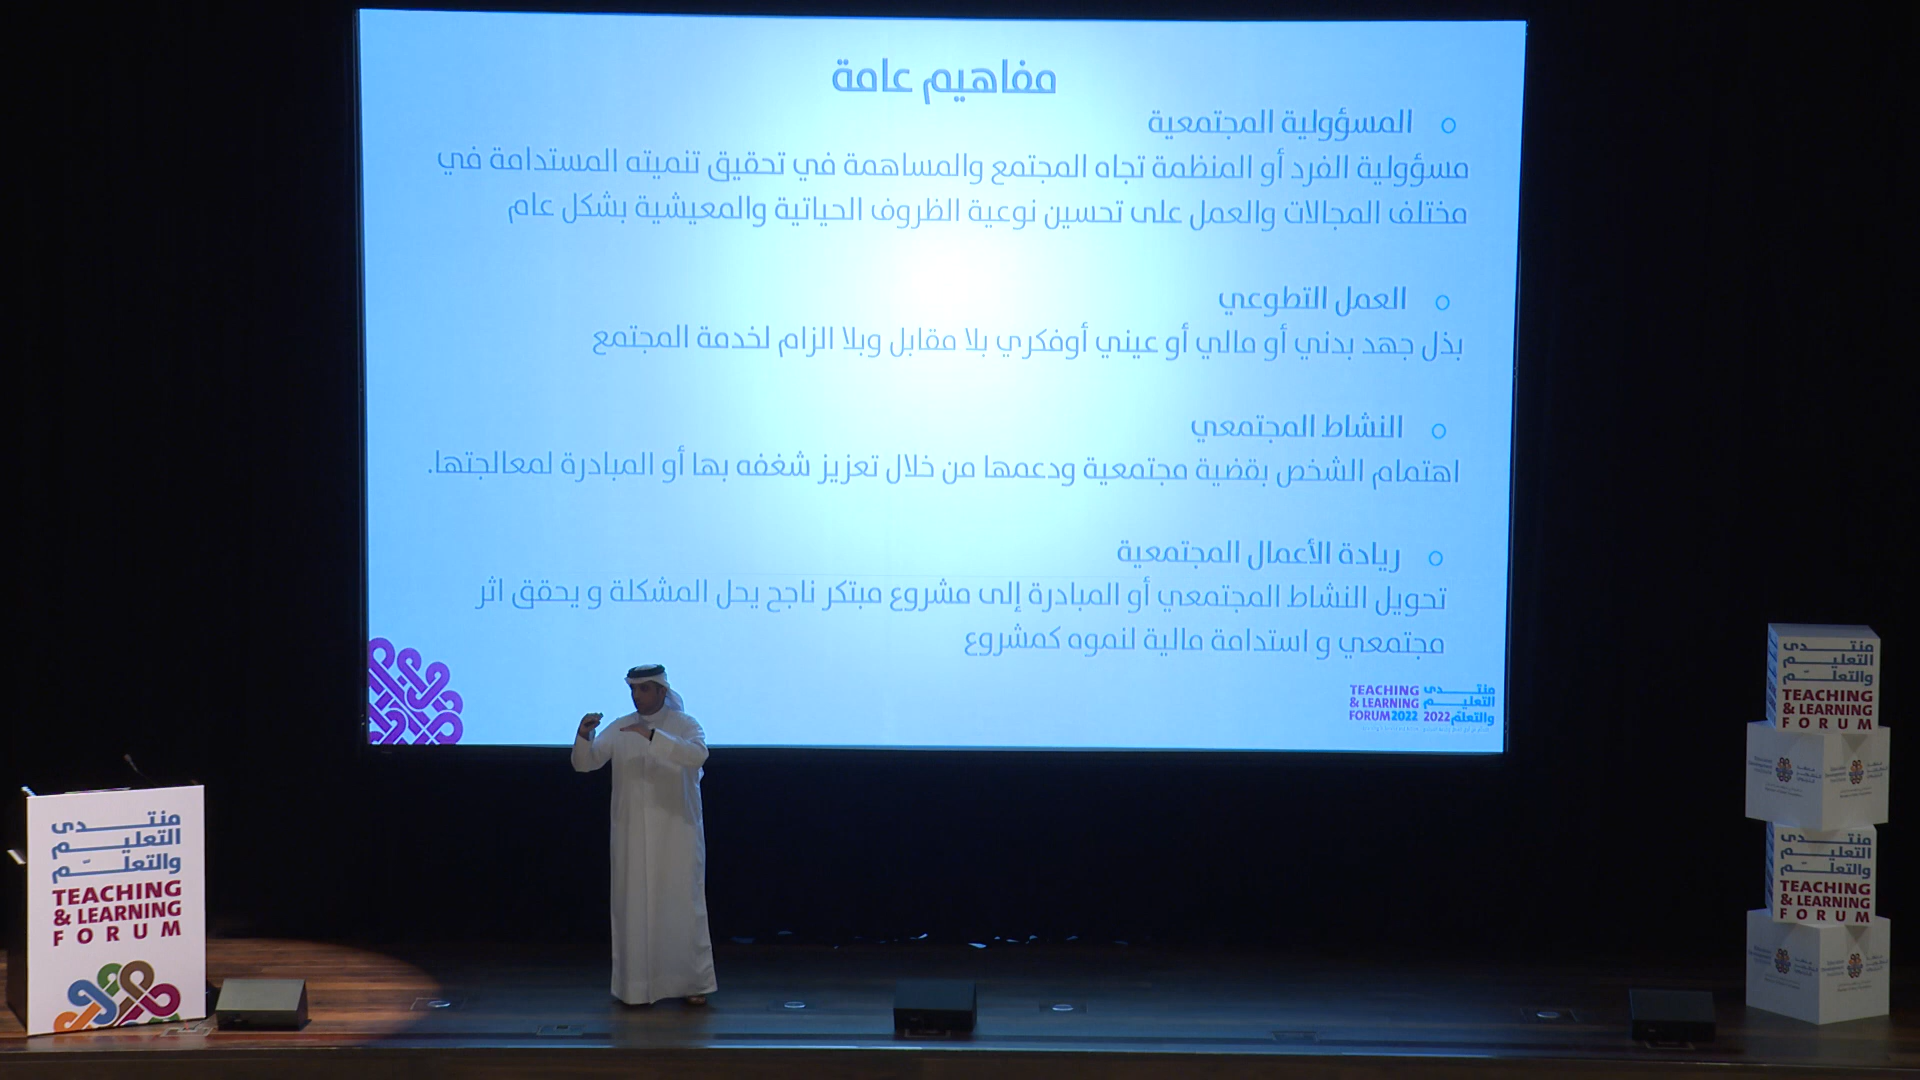 مفاهيم عامة
المسؤولية المجتمعية
مسؤولية الفرد أو المنظمة تجاه المجتمع والمساهمة في تحقيق تنميته المستدامة في
مختلف المجالات والعمل على تحسين نوعية الظروف الحياتية والمعيشية بشكل عام
العمل التطوعي
بذل جهد بدني أو مالي أو عيني أوفكري بلا مقابل وبلا الزام لخدمة المجتمع
النشاط المجتمعي
اهتمام الشخص بقضية مجتمعية ودعمها من خلال تعزيز شغفه بها أو المبادرة لمعالجتها.
ريادة الأعمال المجتمعية
تحويل النشاط المجتمعي أو المبادرة إلى مشروع مبتكر ناجح يحل المشكلة و يحقق اثر
مجتمعي و استدامة مالية لنموه كمشروع
TEACHING
& LEARNING
FORUM2022
منتدى
التعليم
والتعلم 2022
منتدى
التعليم
والتعلّم
TEACHING
& LEARNING
FORUM
منتدى
التعليم
والتعلّم
TEACHING
& LEARNING
FORUM
منتدى
التعليم
والتعلّم
TEACHING
& LEARNING
FORUM